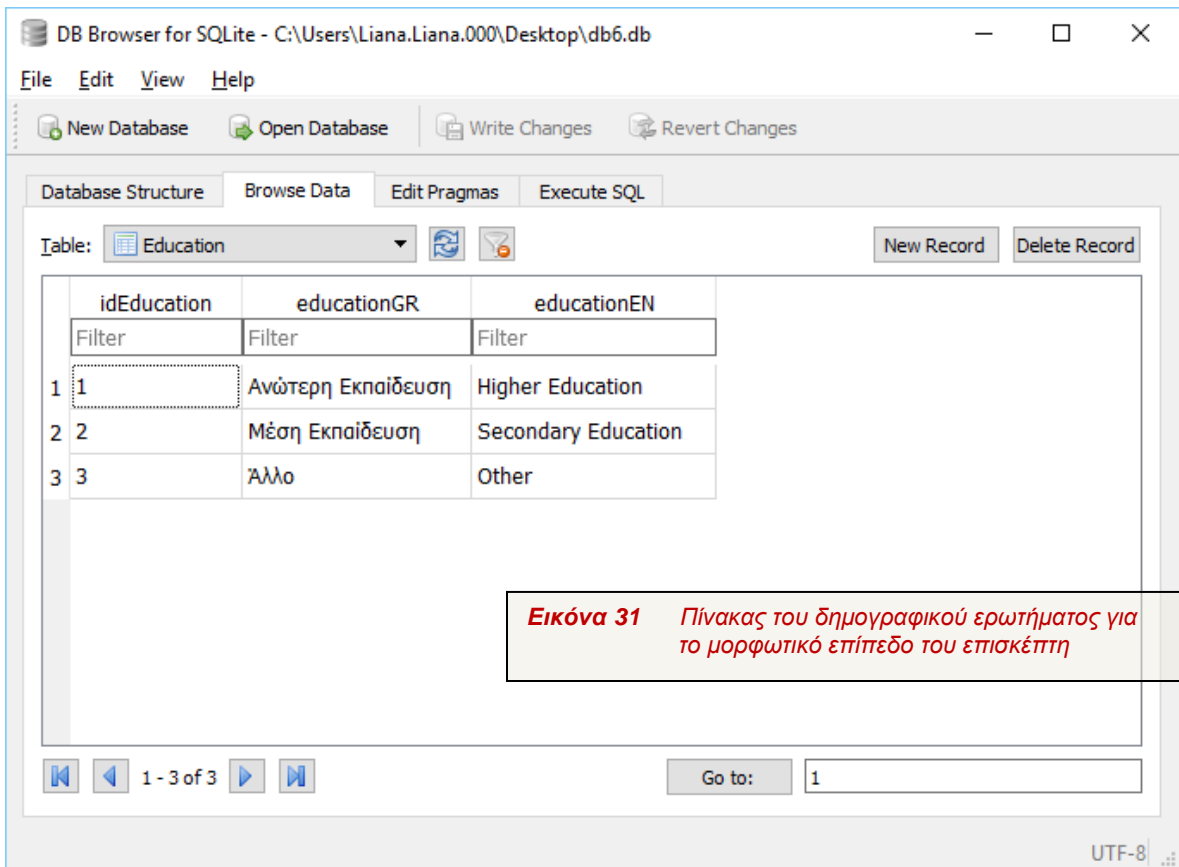 DB Browser for SQLite - C:\Users\Liana.Liana.000\Desktop\db6.db
File Edit View Help
New Database Open Database Write Changes Revert Changes
Database Structure Browse Data Edit Pragmas Execute SQL
Table: Education New Record Delete Record
idEducation educationGR educationEN
Filter Filter Filter
1 1 Ανώτερη Εκπαίδευση Higher Education
2 2 Μέση Εκπαίδευση Secondary Education
3 3 Άλλο Other
Εικόνα 31 Πίνακας του δημογραφικού ερωτήματος για
το μορφωτικό επίπεδο του επισκέπτη
1 - 3 of 3 Go to: 1
UTF-8